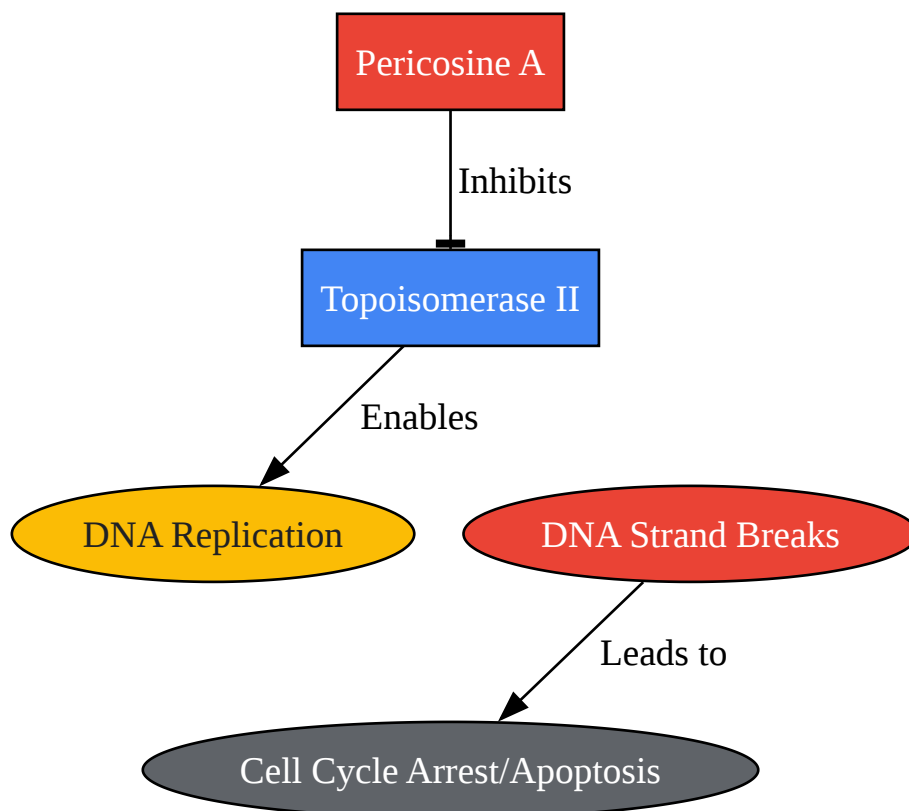 Pericosine A
Inhibits
Topoisomerase II
Enables
DNA Replication
DNA Strand Breaks
Leads to
Cell Cycle Arrest/Apoptosis